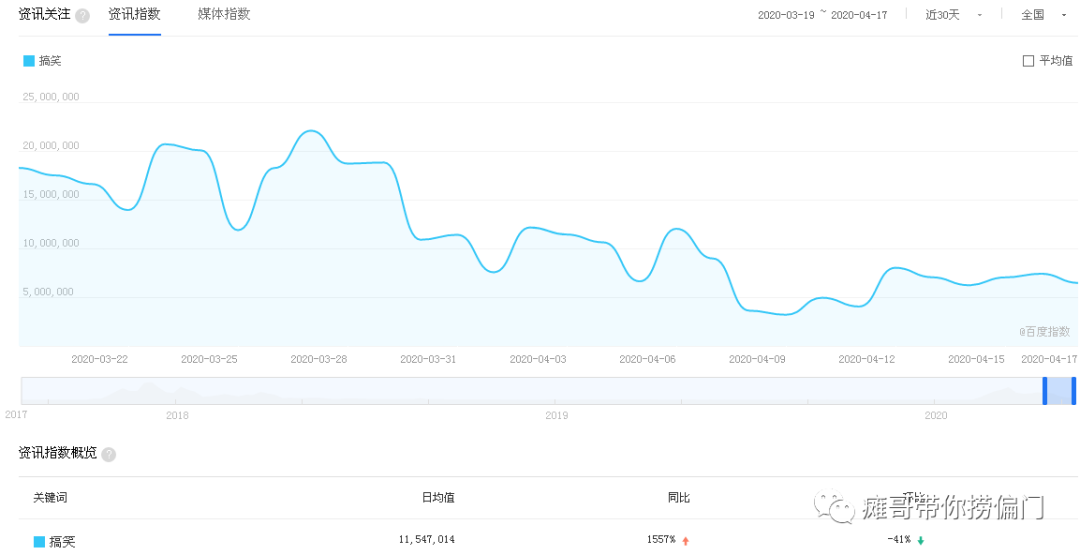 资讯关注 ? 资讯指数 媒体指数 2020-03-19 ~ 2020-04-17 近30天 全国
搞笑 平均值
25,000,000
20,000,000
15,000,000
10,000,000
5,000,000
@百度指数
2020-03-22 2020-03-25 2020-03-28 2020-03-31 2020-04-03 2020-04-06 2020-04-09 2020-04-12 2020-04-15 2020-04-17
2017 2018 2019 2020
资讯指数概览 ?
关键词 日均值 同比 环比
瘫哥带你捞偏门
搞笑 11,547,014 1557% -41%